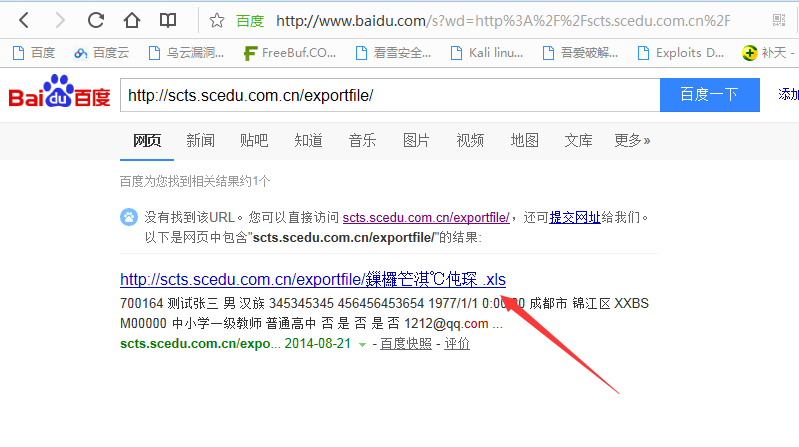 百度 http://www.baidu.com/s?wd=http%3A%2F%2Fscts.scedu.com.cn%2F
百度 百度云 乌云漏洞... FreeBuf.CO... 看雪安全... Kali linu... 吾爱破解... Exploits D... 补天 -
Bai du 百度 http://scts.scedu.com.cn/exportfile/ 百度一下 添加
网页 新闻 贴吧 知道 音乐 图片 视频 地图 文库 更多»
百度为您找到相关结果约1个
没有找到该URL。您可以直接访问 scts.scedu.com.cn/exportfile/，还可提交网址给我们。
以下是网页中包含"scts.scedu.com.cn/exportfile/"的结果:
http://scts.scedu.com.cn/exportfile/鏁欏笀淇℃伅琛 .xls
700164 测试张三 男 汉族 345345345 456456453654 1977/1/1 0:00:00 成都市 锦江区 XXBS
M00000 中小学一级教师 普通高中 否 是 否 是 否 1212@qq.com ...
scts.scedu.com.cn/expo... 2014-08-21 - 百度快照 - 评价